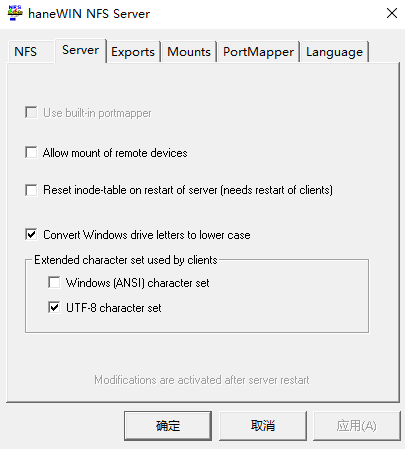 haneWIN NFS Server
NFS Server Exports Mounts PortMapper Language
Use built-in portmapper
Allow mount of remote devices
Reset inode-table on restart of server (needs restart of clients)
Convert Windows drive letters to lower case
Extended character set used by clients
Windows (ANSI) character set
UTF-8 character set
Modifications are activated after server restart
确定 取消 应用(A)